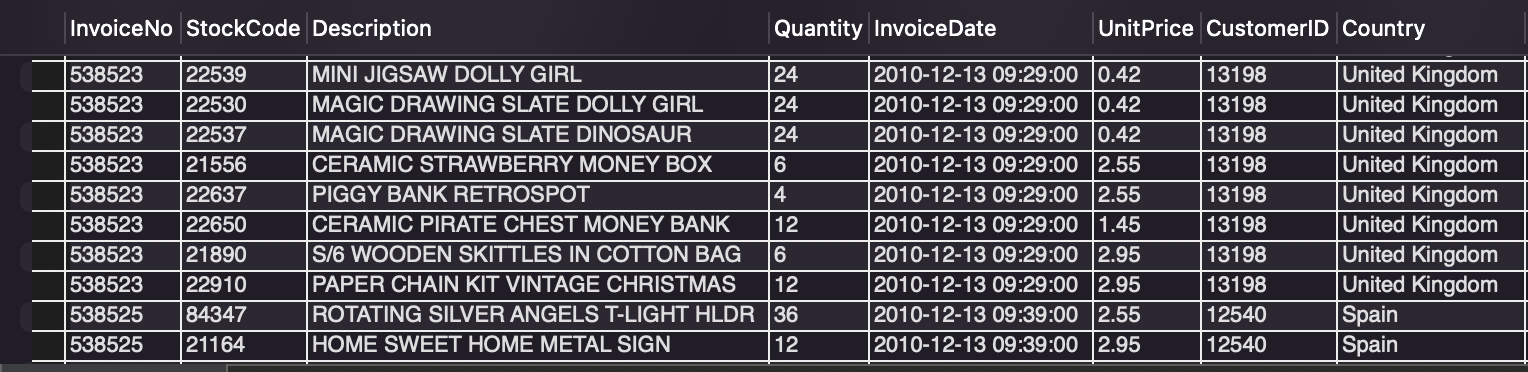 InvoiceNo StockCode Description Quantity InvoiceDate UnitPrice CustomerID Country
538523 22539 MINI JIGSAW DOLLY GIRL 24 2010-12-13 09:29:00 0.42 13198 United Kingdom
538523 22530 MAGIC DRAWING SLATE DOLLY GIRL 24 2010-12-13 09:29:00 0.42 13198 United Kingdom
538523 22537 MAGIC DRAWING SLATE DINOSAUR 24 2010-12-13 09:29:00 0.42 13198 United Kingdom
538523 21556 CERAMIC STRAWBERRY MONEY BOX 6 2010-12-13 09:29:00 2.55 13198 United Kingdom
538523 22637 PIGGY BANK RETROSPOT 4 2010-12-13 09:29:00 2.55 13198 United Kingdom
538523 22650 CERAMIC PIRATE CHEST MONEY BANK 12 2010-12-13 09:29:00 1.45 13198 United Kingdom
538523 21890 S/6 WOODEN SKITTLES IN COTTON BAG 6 2010-12-13 09:29:00 2.95 13198 United Kingdom
538523 22910 PAPER CHAIN KIT VINTAGE CHRISTMAS 12 2010-12-13 09:29:00 2.95 13198 United Kingdom
538525 84347 ROTATING SILVER ANGELS T-LIGHT HLDR 36 2010-12-13 09:39:00 2.55 12540 Spain
538525 21164 HOME SWEET HOME METAL SIGN 12 2010-12-13 09:39:00 2.95 12540 Spain